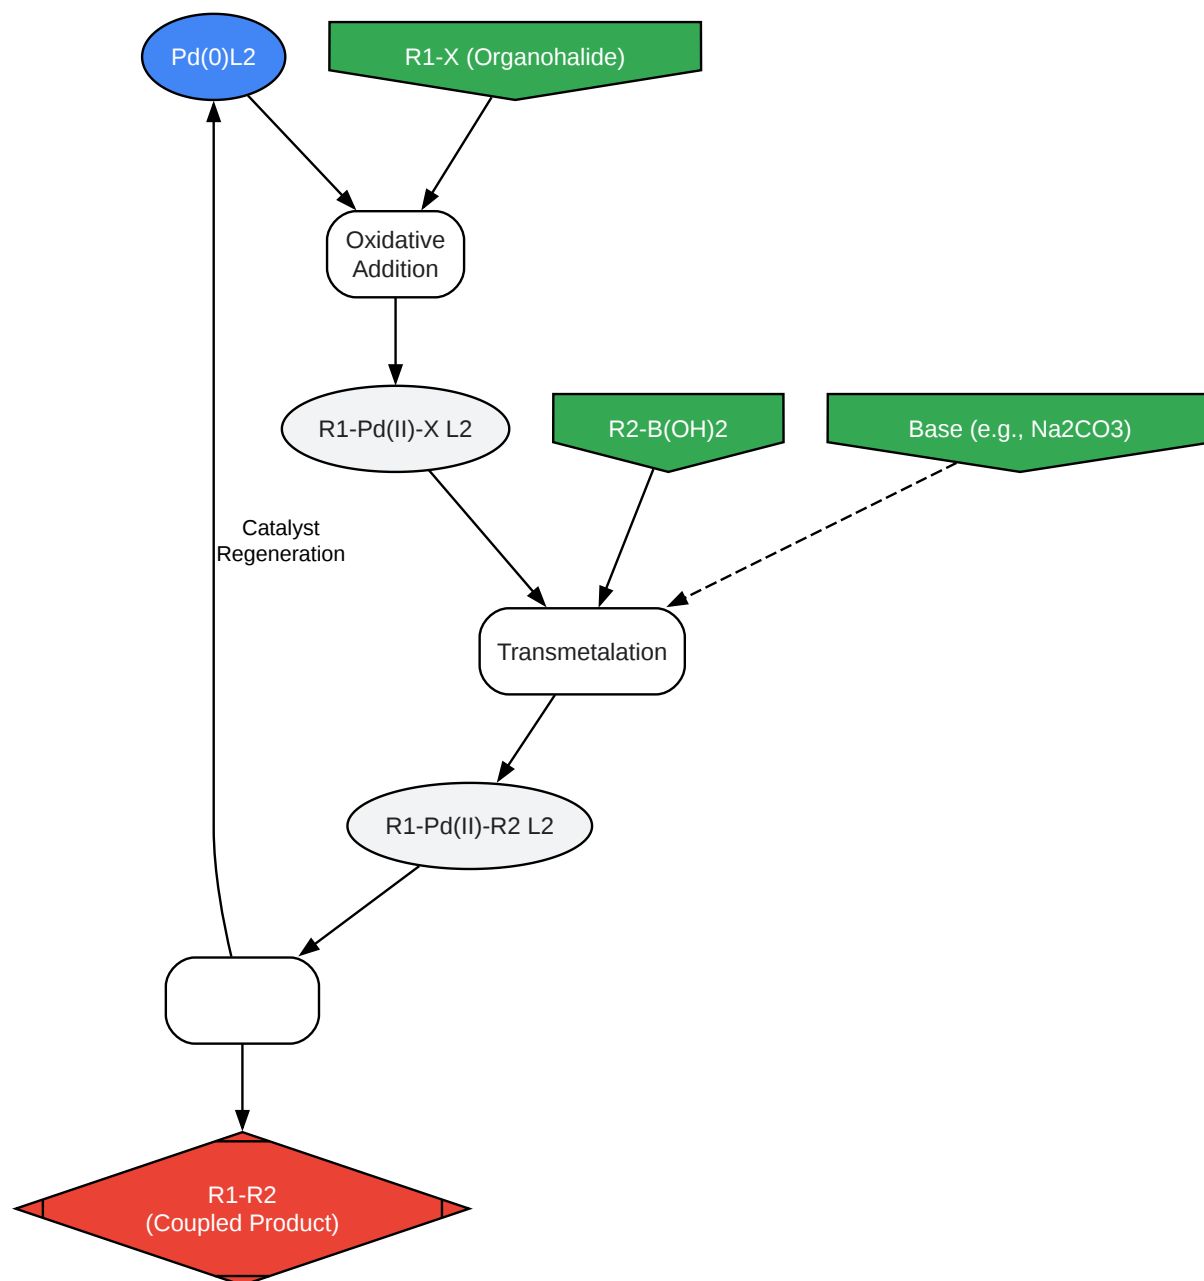 Pd(0)L2
R1-X (Organohalide)
Oxidative
Addition
R1-Pd(II)-X L2
R2-B(OH)2
Base (e.g., Na2CO3)
Catalyst
Regeneration
Transmetalation
R1-Pd(II)-R2 L2
R1-R2
(Coupled Product)